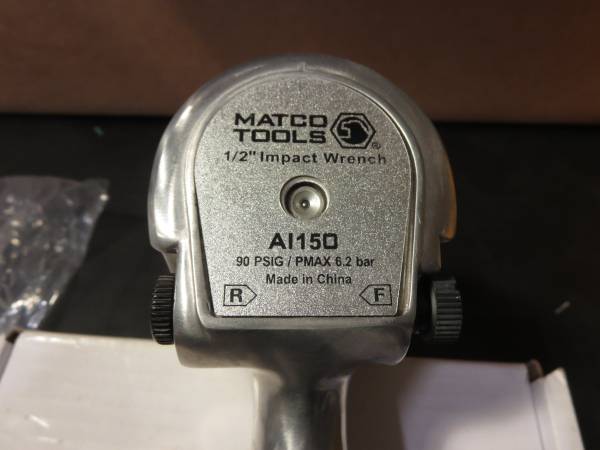 MATCO
TOOLS ®
1/2" Impact Wrench
AI150
90 PSIG / PMAX 6.2 bar
Made in China
R F